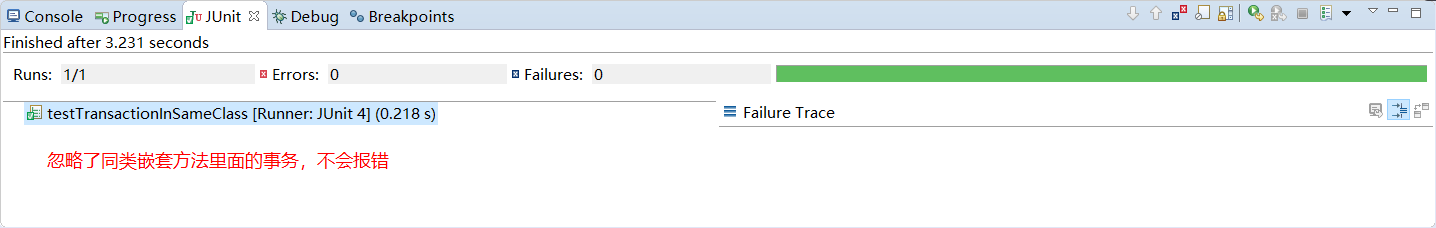 Console Progress JUnit Debug Breakpoints
Finished after 3.231 seconds
Runs: 1/1 Errors: 0 Failures: 0
testTransactionInSameClass [Runner: JUnit 4] (0.218 s)
Failure Trace
忽略了同类嵌套方法里面的事务，不会报错